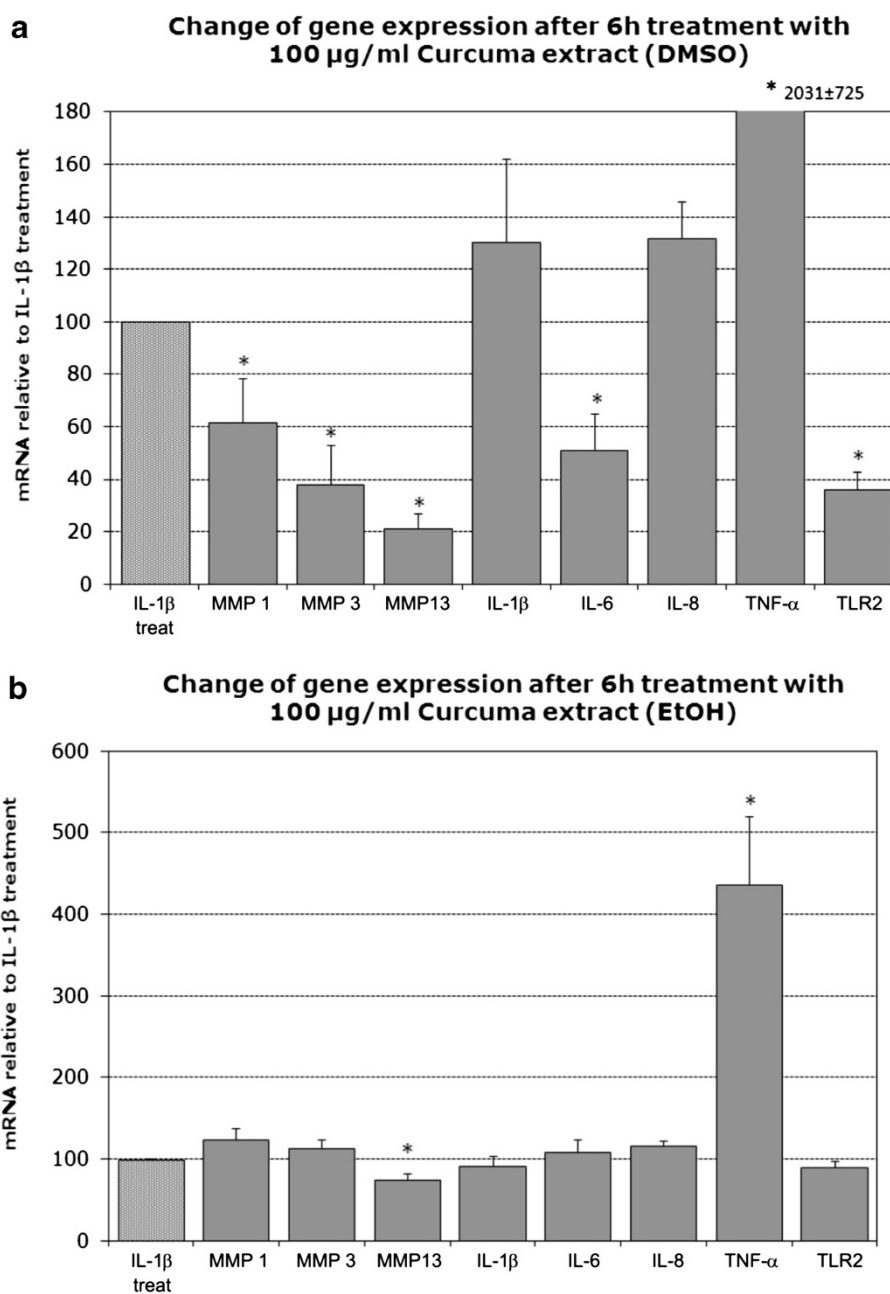 a
Change of gene expression after 6h treatment with
100 µg/ml Curcuma extract (DMSO)
* 2031±725
mRNA relative to IL-1β treatment
180
160
140
120
100
80
60
40
20
0
* * * * *
IL-1β treat
MMP 1
MMP 3
MMP13
IL-1β
IL-6
IL-8
TNF-α
TLR2
b
Change of gene expression after 6h treatment with
100 µg/ml Curcuma extract (EtOH)
mRNA relative to IL-1β treatment
600
500
400
300
200
100
0
* *
IL-1β treat
MMP 1
MMP 3
MMP13
IL-1β
IL-6
IL-8
TNF-α
TLR2